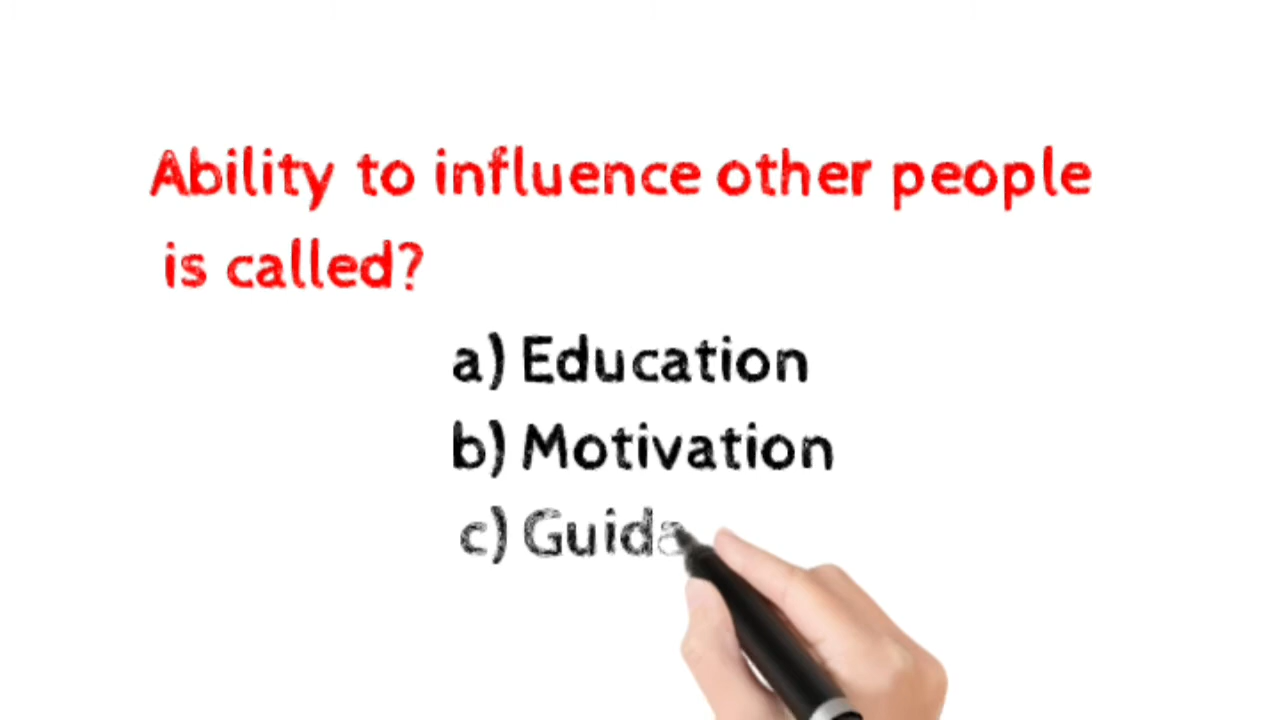 Ability to influence other people
is called?
a) Education
b) Motivation
c) Guida